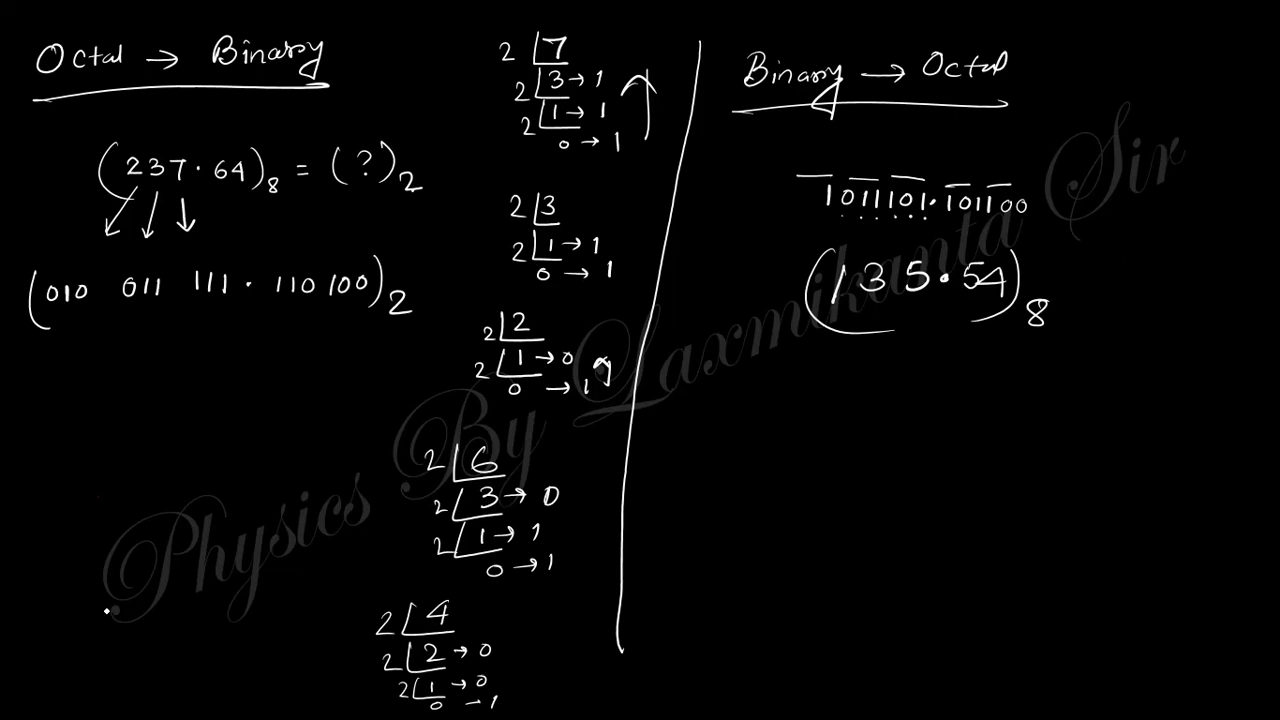 Octal → Binary
(237.64)8 = (?)2
(010 011 111 . 110 100)2
2 7
2 3 → 1
2 1 → 1
0 → 1
2 3
2 1 → 1
0 → 1
2 2
2 1 → 0
0 → 1
2 6
2 3 → 0
2 1 → 1
0 → 1
2 4
2 2 → 0
2 1 → 0
0 → 1
Binary → Octal
1011101.101100
(135.54)8
Physics By Laxmikanta Sir